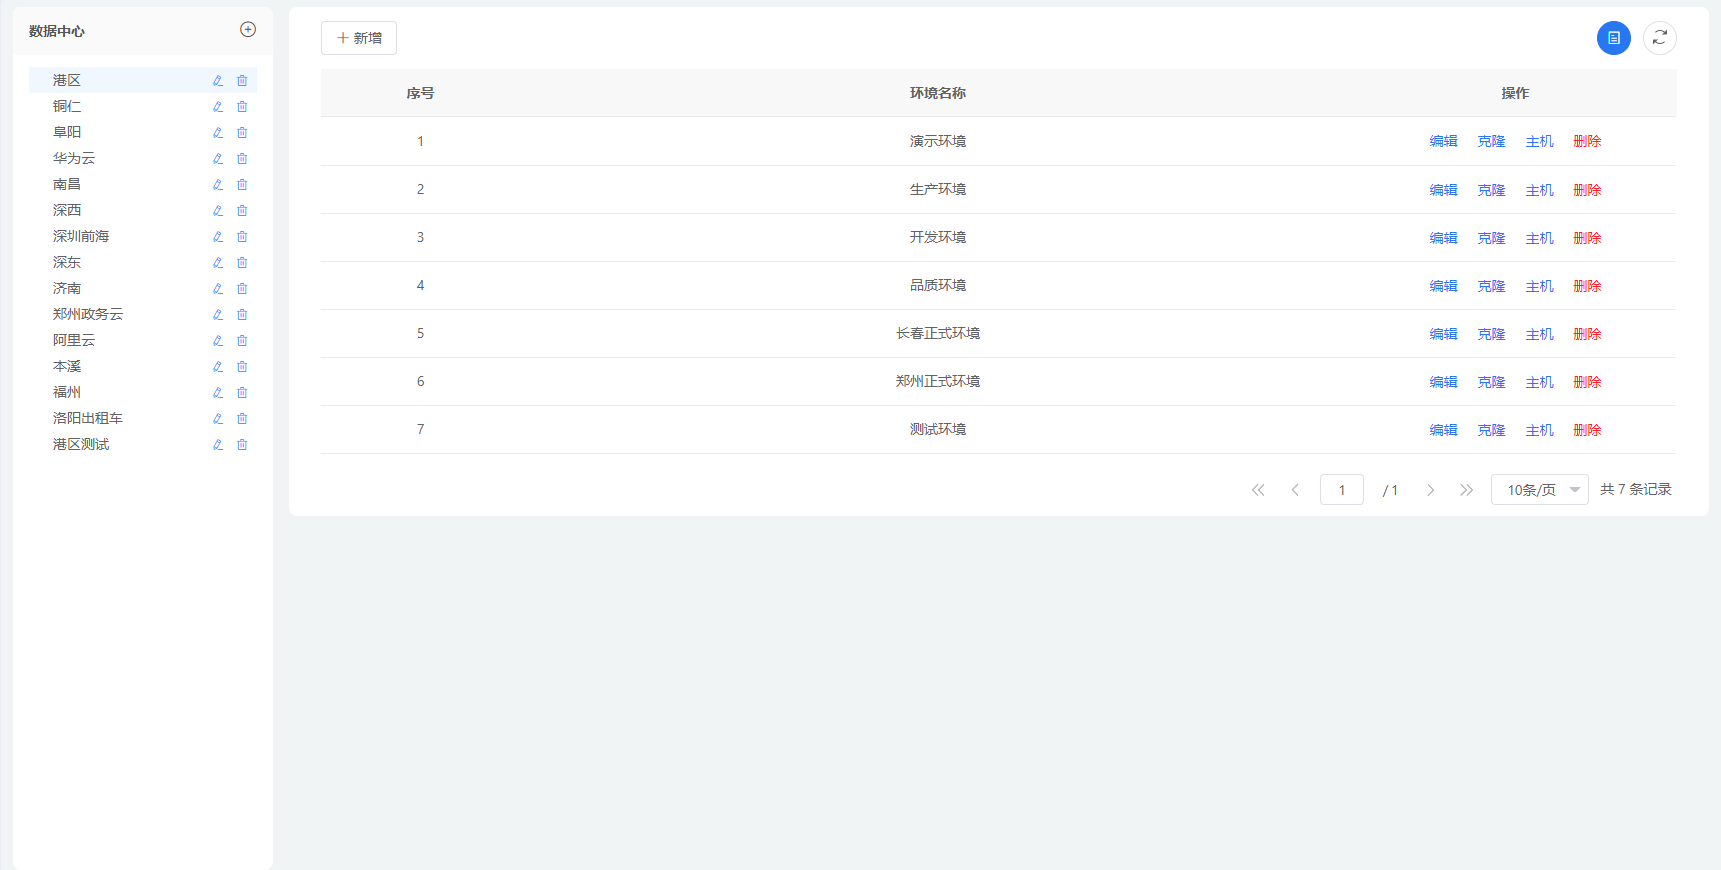 数据中心
港区
铜仁
阜阳
华为云
南昌
深西
深圳前海
深东
济南
郑州政务云
阿里云
本溪
福州
洛阳出租车
港区测试
新增
序号 环境名称 操作
1 演示环境 编辑 克隆 主机 删除
2 生产环境 编辑 克隆 主机 删除
3 开发环境 编辑 克隆 主机 删除
4 品质环境 编辑 克隆 主机 删除
5 长春正式环境 编辑 克隆 主机 删除
6 郑州正式环境 编辑 克隆 主机 删除
7 测试环境 编辑 克隆 主机 删除
1 / 1 10条/页 共 7 条记录